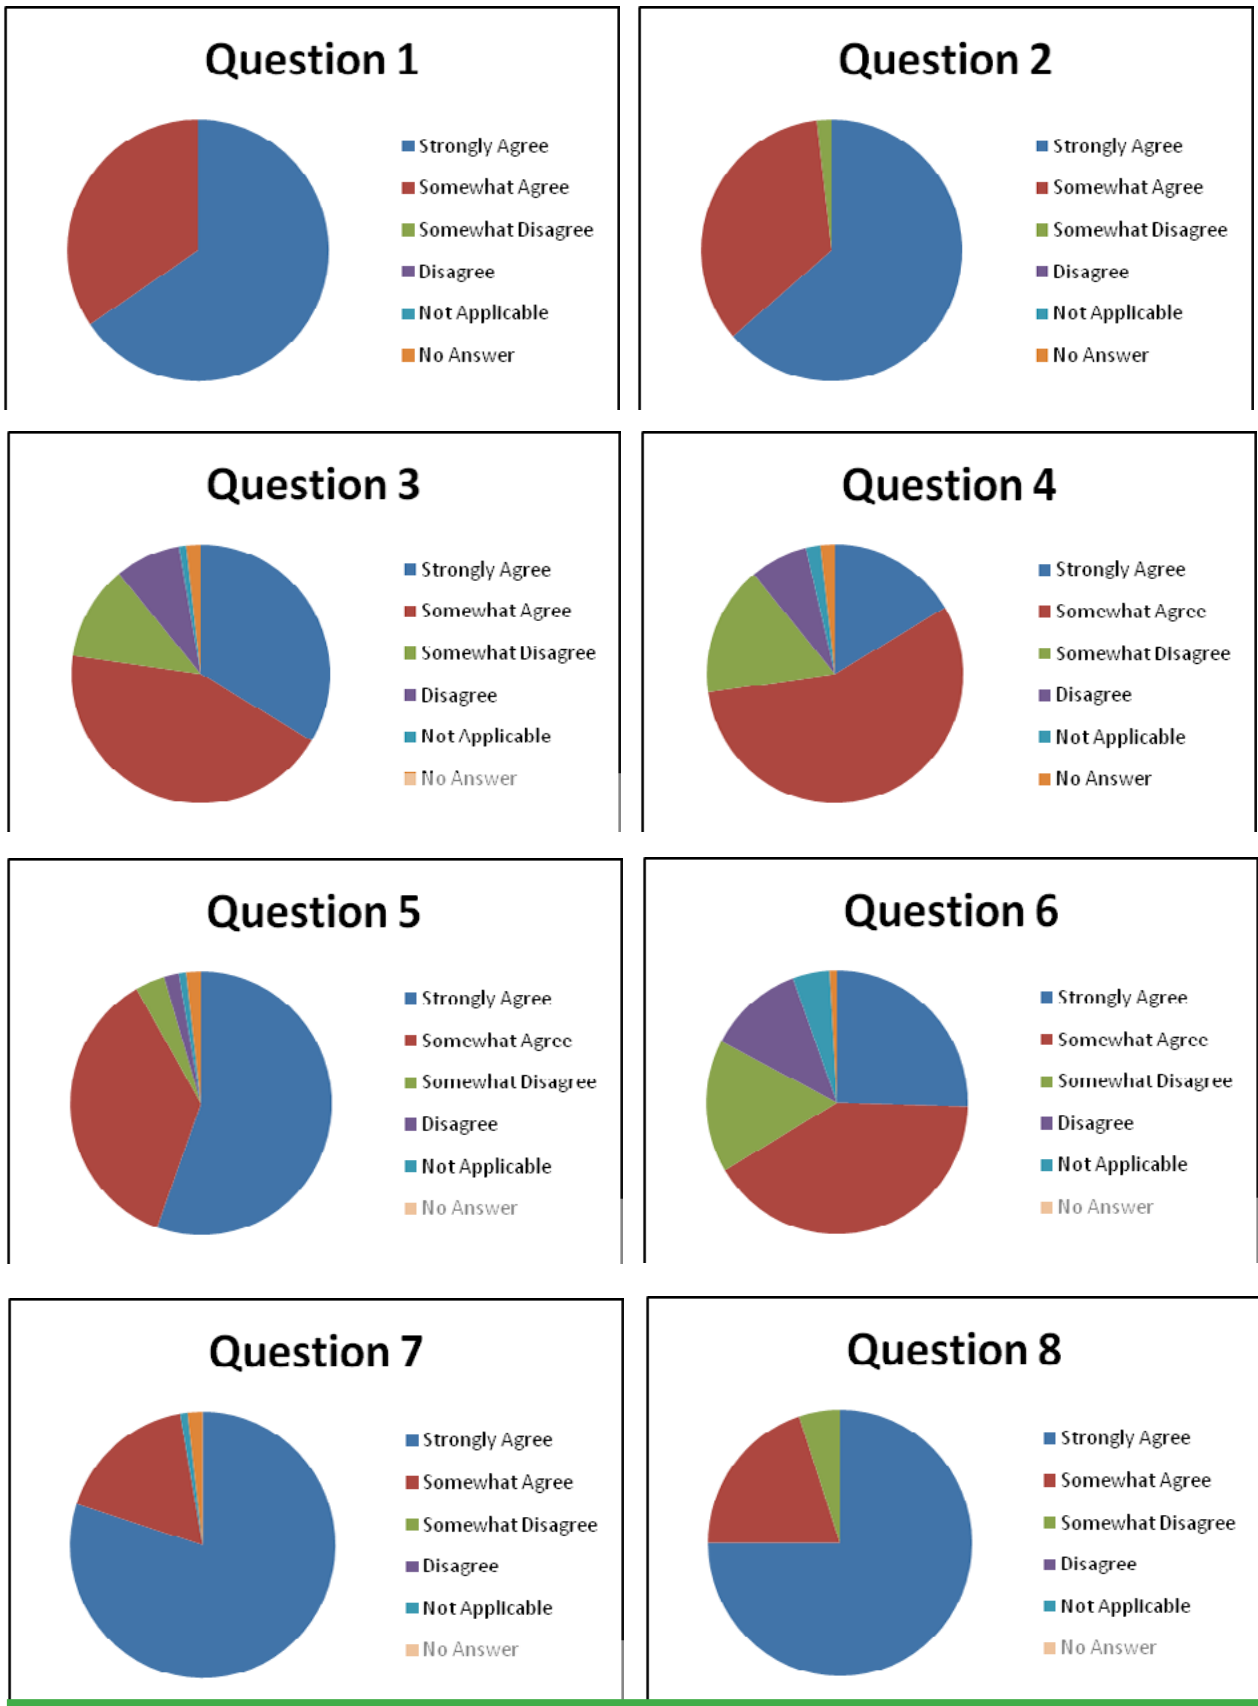 Question 1
Strongly Agree
Somewhat Agree
Somewhat Disagree
Disagree
Not Applicable
No Answer
Question 2
Strongly Agree
Somewhat Agree
Somewhat Disagree
Disagree
Not Applicable
No Answer
Question 3
Strongly Agree
Somewhat Agree
Somewhat Disagree
Disagree
Not Applicable
No Answer
Question 4
Strongly Agree
Somewhat Agree
Somewhat Disagree
Disagree
Not Applicable
No Answer
Question 5
Strongly Agree
Somewhat Agree
Somewhat Disagree
Disagree
Not Applicable
No Answer
Question 6
Strongly Agree
Somewhat Agree
Somewhat Disagree
Disagree
Not Applicable
No Answer
Question 7
Strongly Agree
Somewhat Agree
Somewhat Disagree
Disagree
Not Applicable
No Answer
Question 8
Strongly Agree
Somewhat Agree
Somewhat Disagree
Disagree
Not Applicable
No Answer